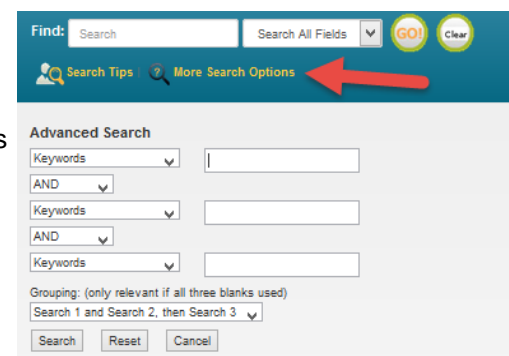 Find: Search Search All Fields GO! Clear
Search Tips | ? More Search Options
Advanced Search
s
Keywords
AND
Keywords
AND
Keywords
Grouping: (only relevant if all three blanks used)
Search 1 and Search 2, then Search 3
Search Reset Cancel